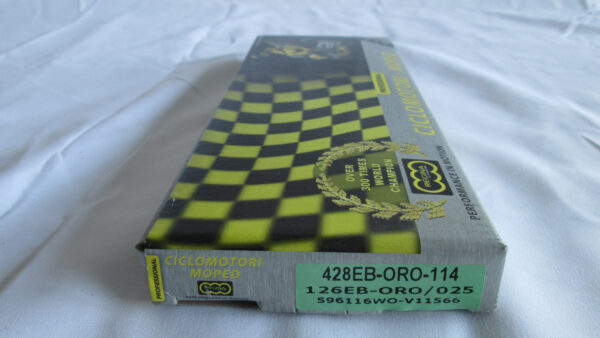 CICLOMOTORI MOPED
OVER
300 TIMES
WORLD
CHAMPION
REGINA
PERFORMANCE IN MOTION
PROFESSIONAL
CICLOMOTORI
MOPED
428EB-ORO-114
126EB-ORO/025
596116WO-V11566